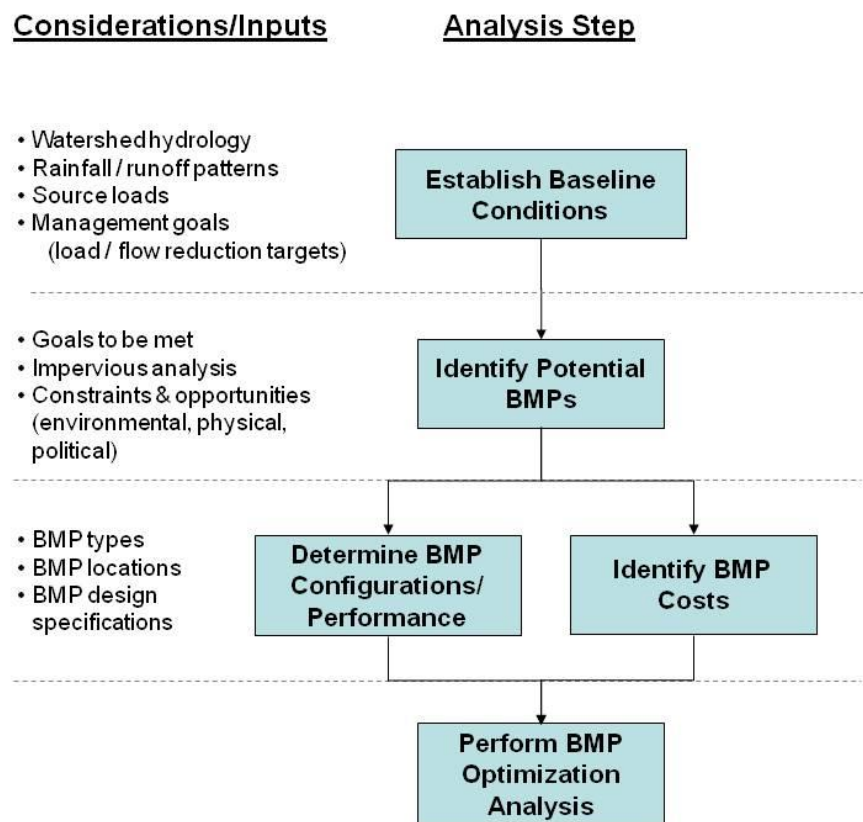 Considerations/Inputs
Analysis Step
• Watershed hydrology
• Rainfall / runoff patterns
• Source loads
• Management goals
(load / flow reduction targets)
Establish Baseline
Conditions
• Goals to be met
• Impervious analysis
• Constraints & opportunities
(environmental, physical,
political)
Identify Potential
BMPs
• BMP types
• BMP locations
• BMP design
specifications
Determine BMP
Configurations/
Performance
Identify BMP
Costs
Perform BMP
Optimization
Analysis